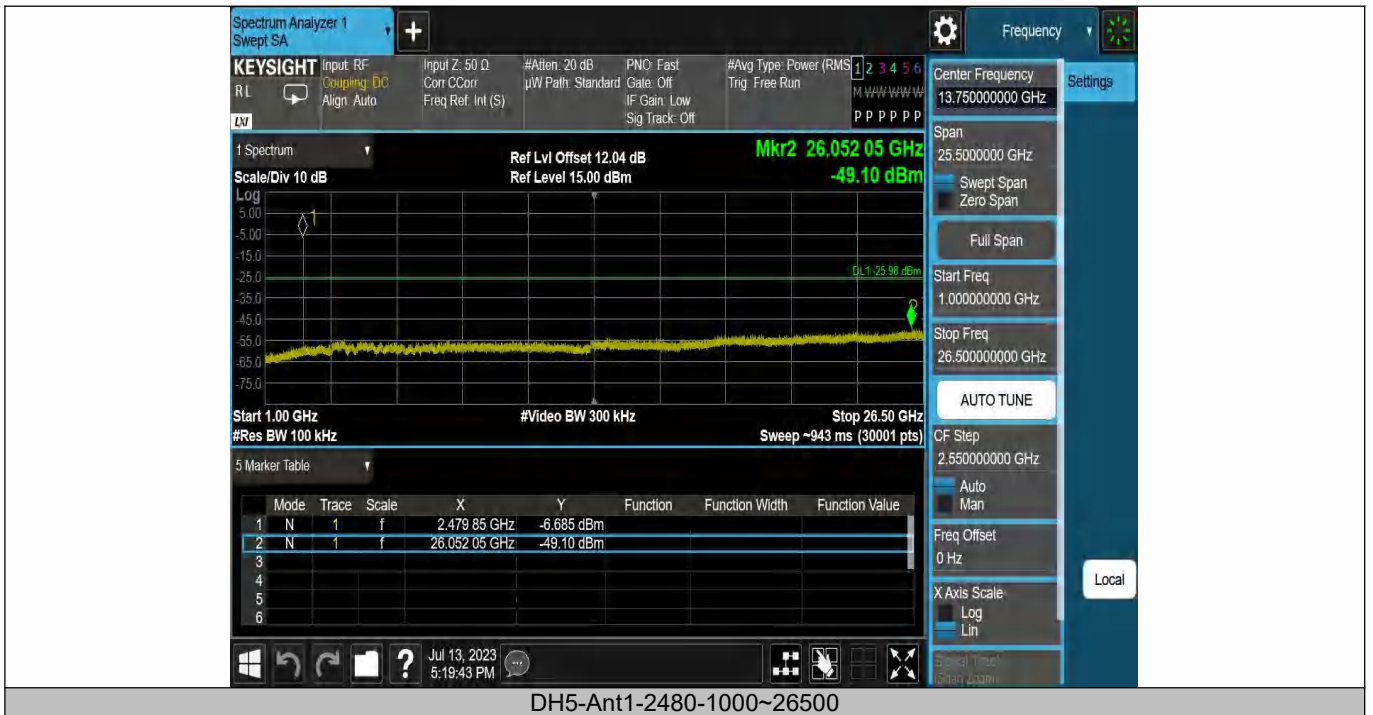 Spectrum Analyzer 1
Swept SA
Frequency
KEYSIGHT Input: RF Input Z: 50 Ω #Atten: 20 dB PNO: Fast #Avg Type: Power (RMS 1 2 3 4 5 6
RL Coupling: DC Corr CCorr µW Path: Standard Gate: Off Trig: Free Run M W W W W W
Align: Auto Freq Ref: Int (S) IF Gain: Low
LXI Sig Track: Off P P P P P P
1 Spectrum Ref Lvl Offset 12.04 dB Mkr2 26.052 05 GHz
Scale/Div 10 dB Ref Level 15.00 dBm -49.10 dBm
Log
5.00
1
-5.00
-15.0
-25.0 DL1 -25.98 dBm
-35.0
2
-45.0
-55.0
-65.0
-75.0
Start 1.00 GHz #Video BW 300 kHz Stop 26.50 GHz
#Res BW 100 kHz Sweep ~943 ms (30001 pts)
5 Marker Table
Mode Trace Scale X Y Function Function Width Function Value
1 N 1 f 2.479 85 GHz -6.685 dBm
2 N 1 f 26.052 05 GHz -49.10 dBm
3
4
5
6
Jul 13, 2023
5:19:43 PM
Center Frequency
13.750000000 GHz
Settings
Span
25.5000000 GHz
Swept Span
Zero Span
Full Span
Start Freq
1.000000000 GHz
Stop Freq
26.500000000 GHz
AUTO TUNE
CF Step
2.550000000 GHz
Auto
Man
Freq Offset
0 Hz
Local
X Axis Scale
Log
Lin
Signal Track
(Span Zoom)
DH5-Ant1-2480-1000~26500